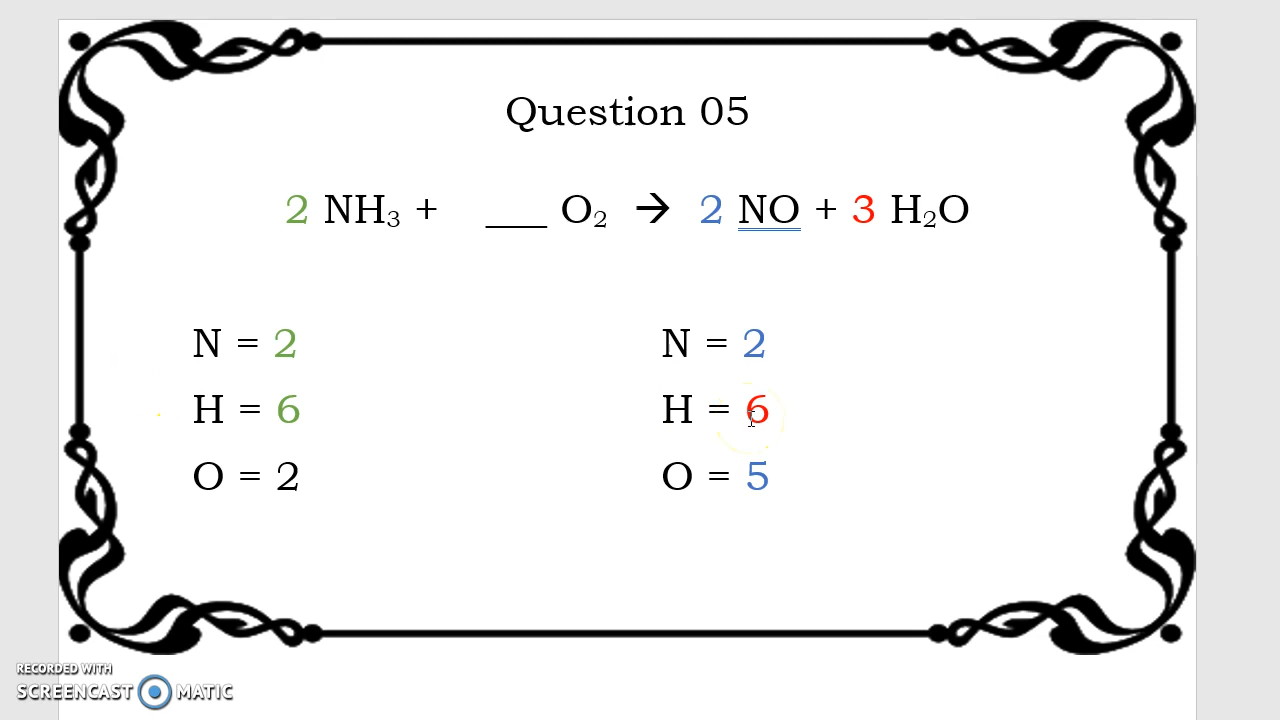 Question 05
2 NH₃ + ___ O₂ → 2 NO + 3 H₂O
N = 2 N = 2
H = 6 H = 6
O = 2 O = 5
RECORDED WITH
SCREENCAST MATIC